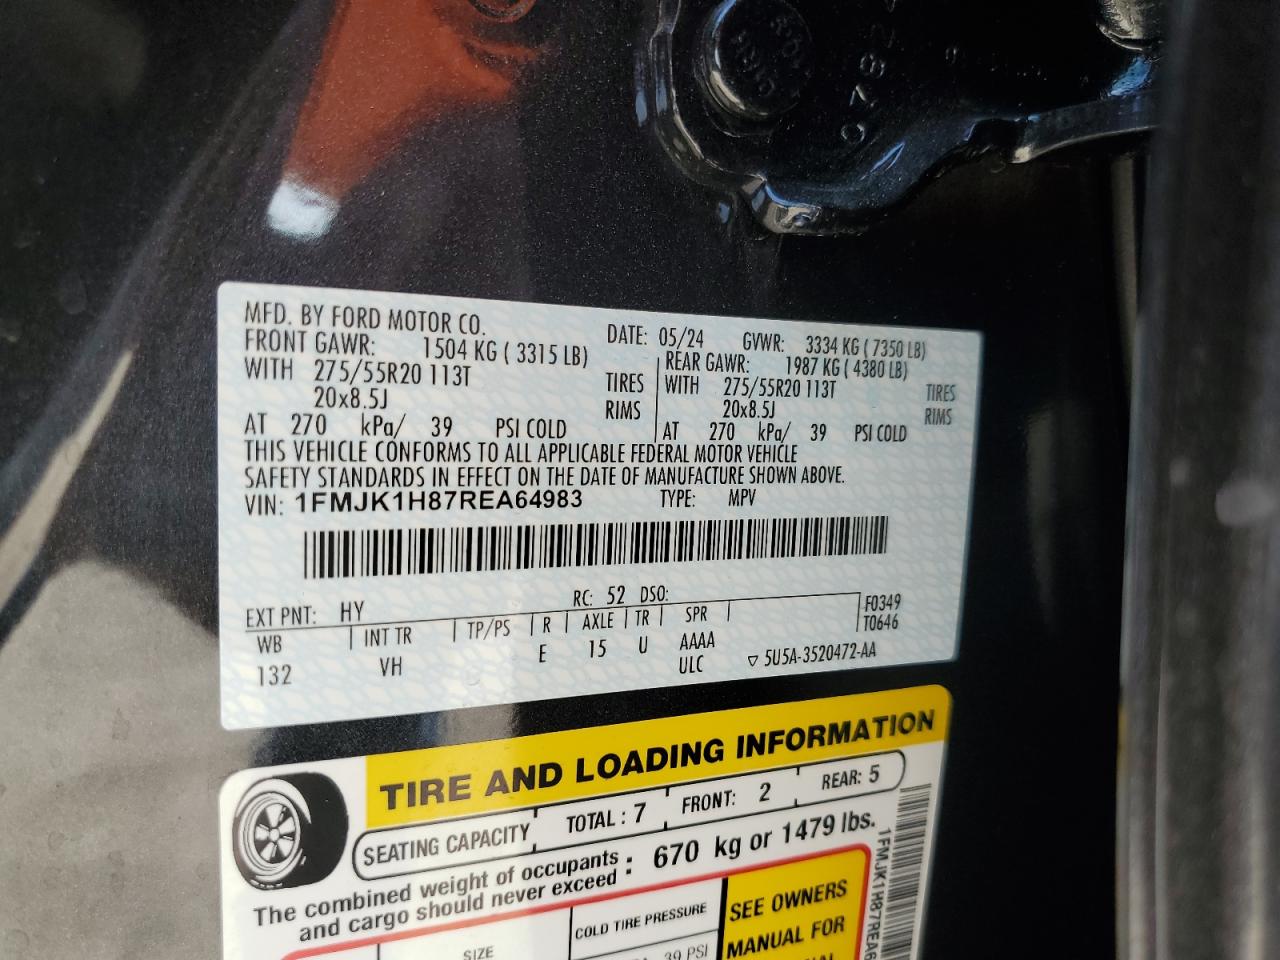 MFD. BY FORD MOTOR CO.
DATE: 05/24 GVWR: 3334 KG ( 7350 LB)
FRONT GAWR: 1504 KG ( 3315 LB) REAR GAWR: 1987 KG ( 4380 LB)
WITH 275/55R20 113T TIRES WITH 275/55R20 113T TIRES
20x8.5J RIMS 20x8.5J RIMS
AT 270 kPa/ 39 PSI COLD AT 270 kPa/ 39 PSI COLD
THIS VEHICLE CONFORMS TO ALL APPLICABLE FEDERAL MOTOR VEHICLE
SAFETY STANDARDS IN EFFECT ON THE DATE OF MANUFACTURE SHOWN ABOVE.
VIN: 1FMJK1H87REA64983 TYPE: MPV
EXT PNT: HY RC: 52 DSO:
WB INT TR TP/PS R AXLE TR SPR F0349
T0646
132 VH E 15 U AAAA
ULC ▽ 5U5A-3520472-AA
TIRE AND LOADING INFORMATION
SEATING CAPACITY TOTAL : 7 FRONT: 2 REAR: 5
The combined weight of occupants and cargo should never exceed : 670 kg or 1479 lbs.
SIZE COLD TIRE PRESSURE SEE OWNERS
39 PSI MANUAL FOR
1FMJK1H87REA6